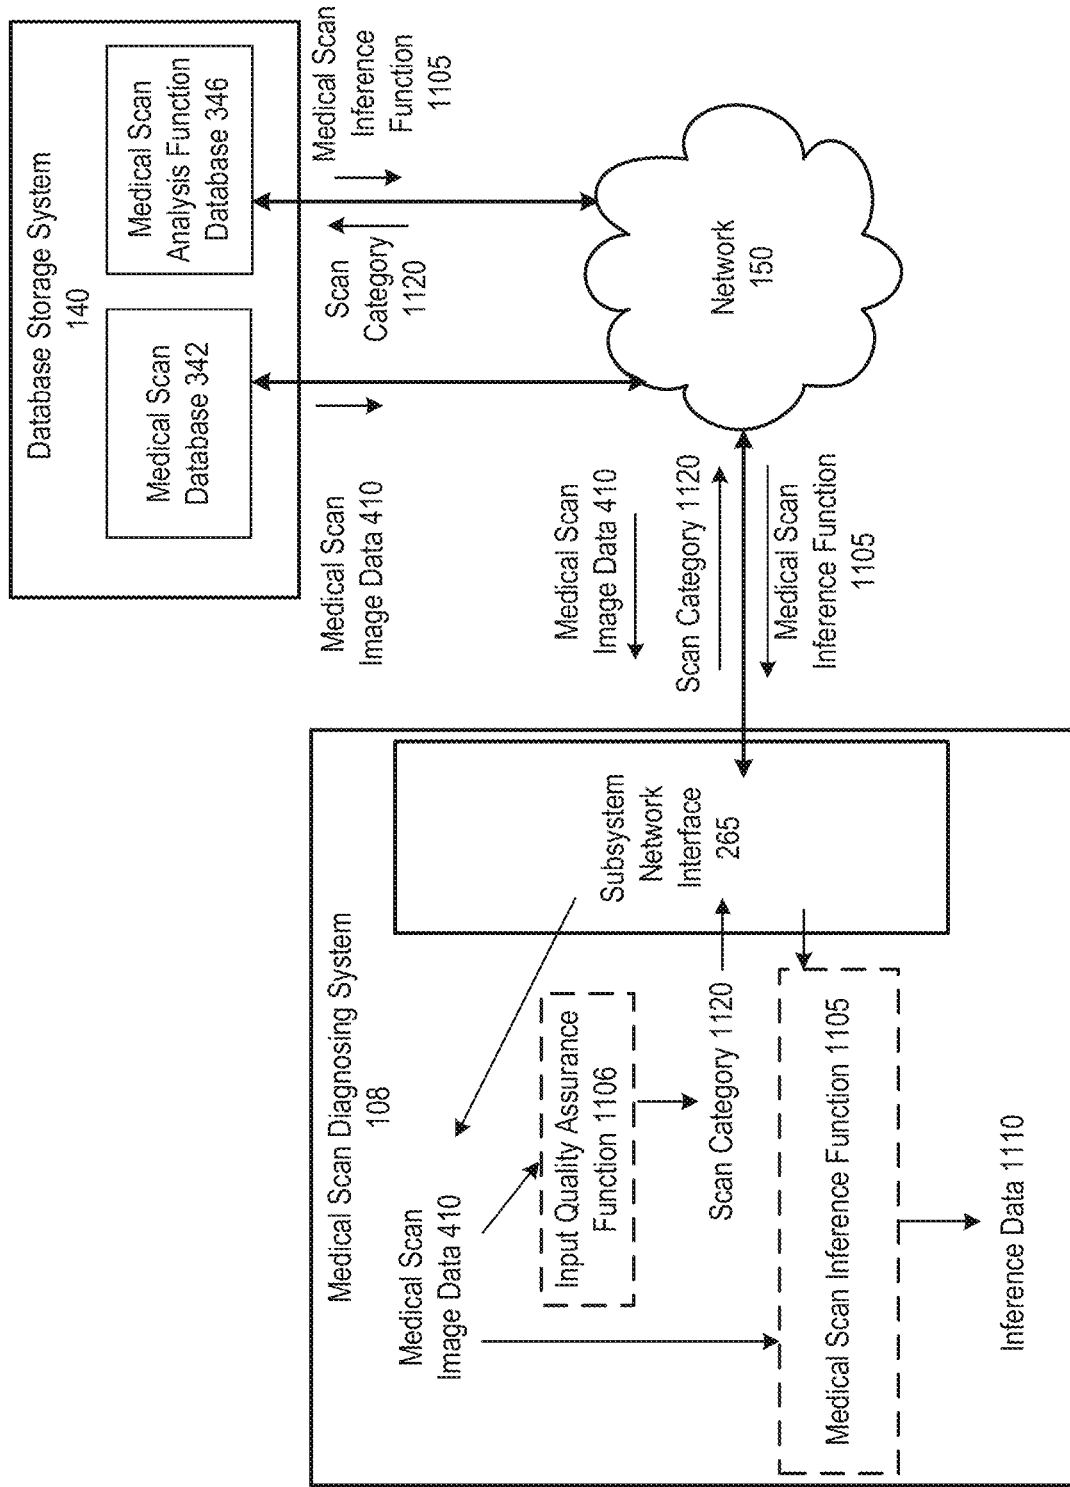 Medical Scan Diagnosing System
108
Medical Scan
Image Data 410
Input Quality Assurance
Function 1106
Scan Category 1120
Medical Scan Inference Function 1105
Inference Data 1110
Subsystem
Network
Interface
265
Medical Scan
Image Data 410
Scan Category 1120
Medical Scan
Inference Function
1105
Database Storage System
140
Medical Scan
Database 342
Medical Scan
Analysis Function
Database 346
Medical Scan
Image Data 410
Scan
Category
1120
Medical Scan
Inference
Function
1105
Network
150